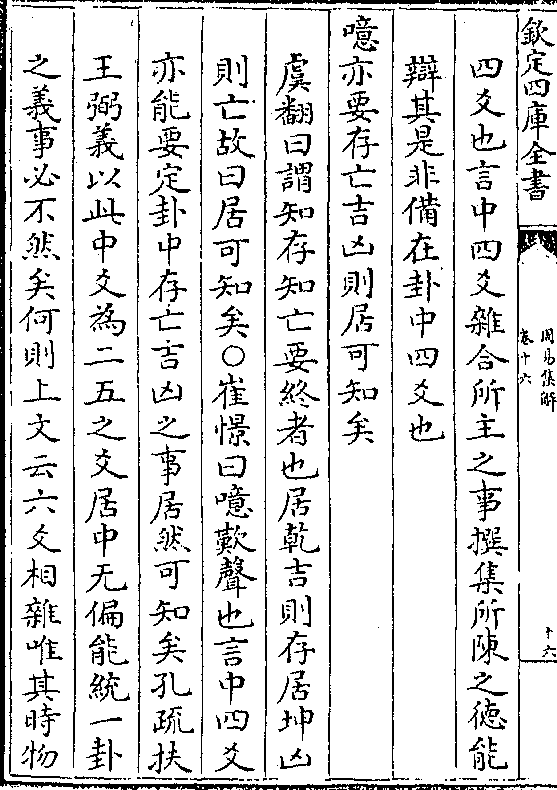 欽定四庫全書
周易集解
卷十六
十六
四爻也言中四爻雜合所主之事撰集所陳之德能
辯其是非備在卦中四爻也
噫亦要存亡吉凶則居可知矣
虞翻曰謂知存知亡要終者也居乾吉則存居坤凶
則亡故曰居可知矣○崔憬曰噫歎聲也言中四爻
亦能要定卦中存亡吉凶之事居然可知矣孔疏扶
王弼義以此中爻為二五之爻居中无偏能統一卦
之義事必不然矣何則上文云六爻相雜唯其時物